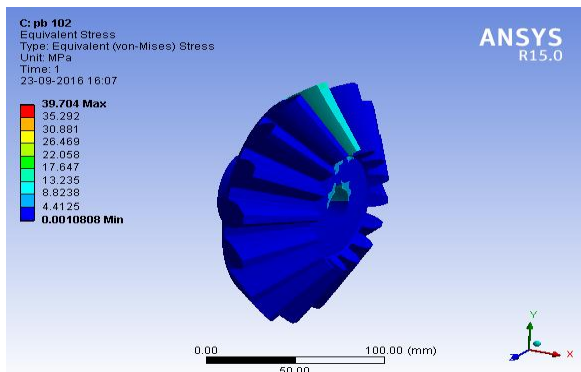 C: pb 102
Equivalent Stress
Type: Equivalent (von-Mises) Stress
Unit: MPa
Time: 1
23-09-2016 16:07
39.704 Max
35.292
30.881
26.469
22.058
17.647
13.235
8.8238
4.4125
0.0010808 Min
ANSYS
R15.0
0.00
100.00 (mm)
50.00
Y
X
Z